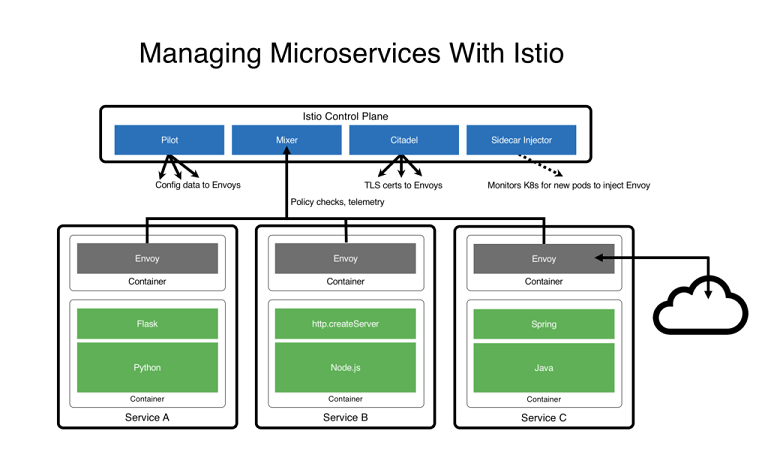 Managing Microservices With Istio
Istio Control Plane
Pilot
Mixer
Citadel
Sidecar Injector
Config data to Envoys
TLS certs to Envoys
Monitors K8s for new pods to inject Envoy
Policy checks, telemetry
Envoy
Container
Flask
Python
Container
Service A
Envoy
Container
http.createServer
Node.js
Container
Service B
Envoy
Container
Spring
Java
Container
Service C